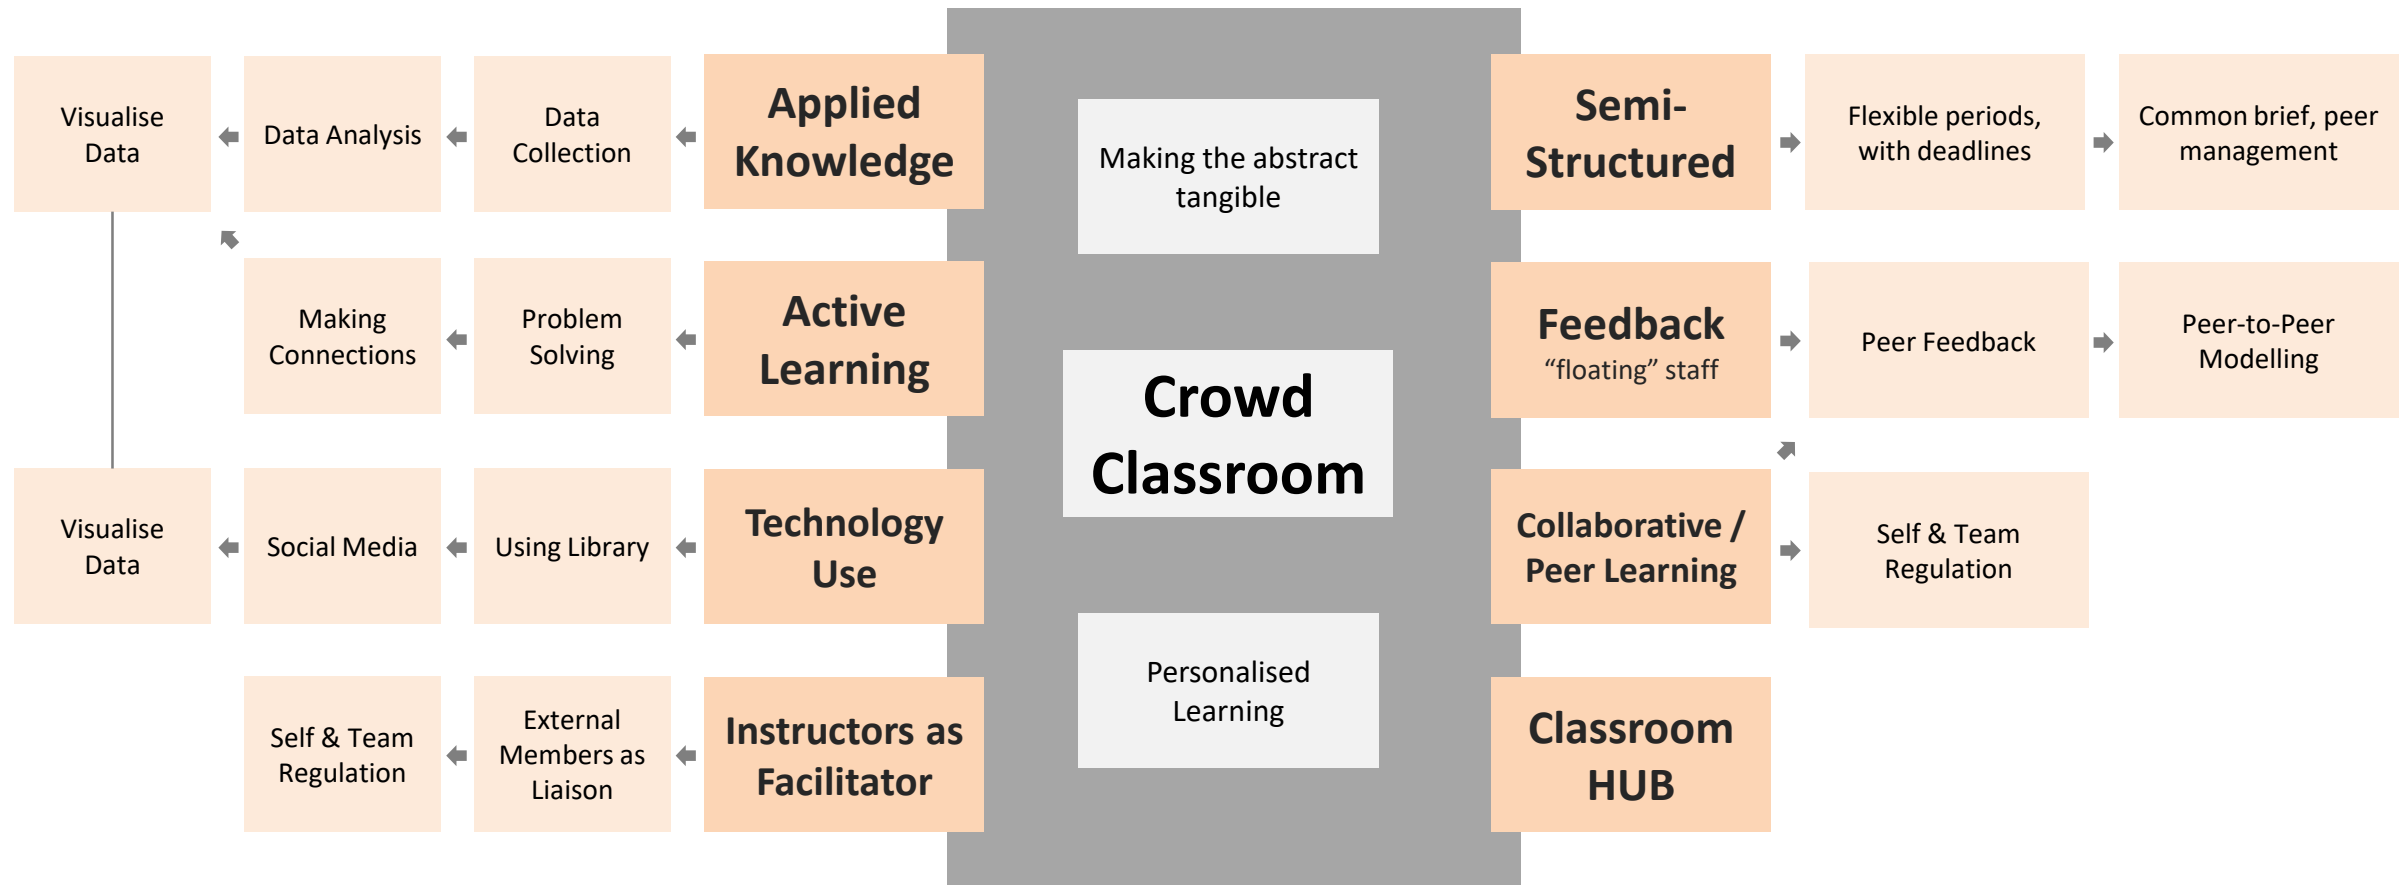 Visualise
Data
Data Analysis
Data
Collection
Applied
Knowledge
Making
Connections
Problem
Solving
Active
Learning
Visualise
Data
Social Media
Using Library
Technology
Use
Self & Team
Regulation
External
Members as
Liaison
Instructors as
Facilitator
Making the abstract
tangible
Crowd
Classroom
Personalised
Learning
Semi-
Structured
Flexible periods,
with deadlines
Common brief, peer
management
Feedback
“floating” staff
Peer Feedback
Peer-to-Peer
Modelling
Collaborative /
Peer Learning
Self & Team
Regulation
Classroom
HUB